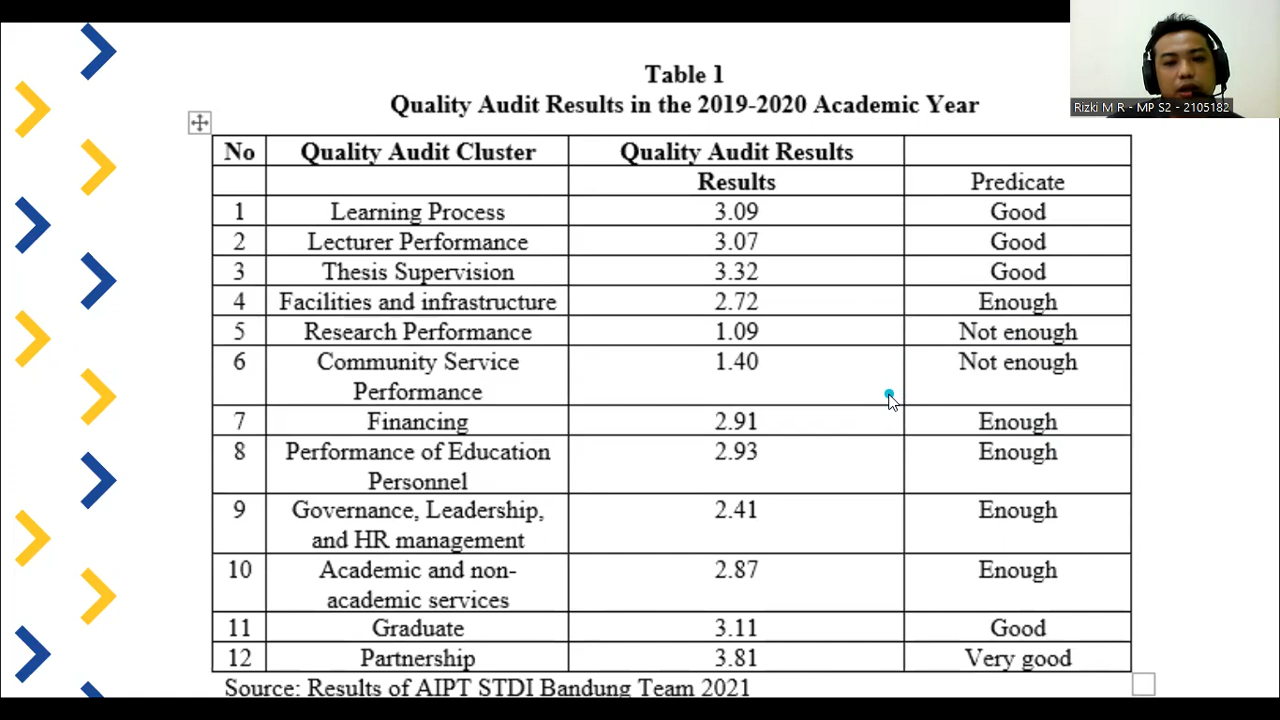 Table 1
Quality Audit Results in the 2019-2020 Academic Year
Rizki M R - MP S2 - 2105182
No Quality Audit Cluster Quality Audit Results
Results Predicate
1 Learning Process 3.09 Good
2 Lecturer Performance 3.07 Good
3 Thesis Supervision 3.32 Good
4 Facilities and infrastructure 2.72 Enough
5 Research Performance 1.09 Not enough
6 Community Service 1.40 Not enough
Performance
7 Financing 2.91 Enough
8 Performance of Education 2.93 Enough
Personnel
9 Governance, Leadership, 2.41 Enough
and HR management
10 Academic and non- 2.87 Enough
academic services
11 Graduate 3.11 Good
12 Partnership 3.81 Very good
Source: Results of AIPT STDI Bandung Team 2021